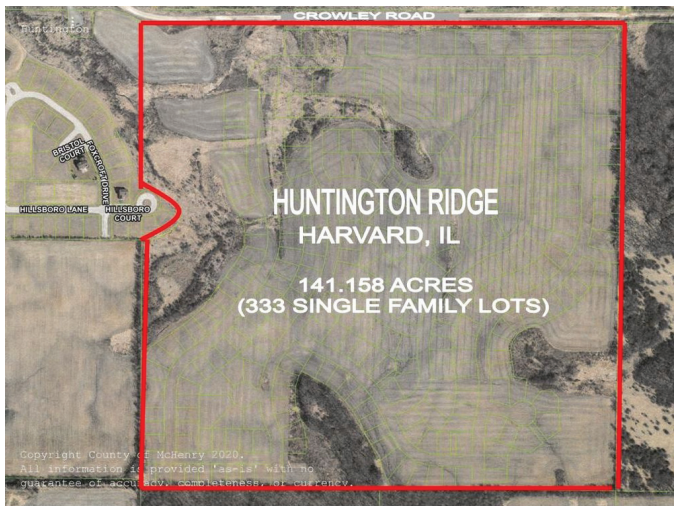 CROWLEY ROAD
Huntington
BRISTOL
COURT
FOXCROFT DRIVE
HILLSBORO LANE
HILLSBORO
COURT
HUNTINGTON RIDGE
HARVARD, IL
141.158 ACRES
(333 SINGLE FAMILY LOTS)
Copyright County of McHenry 2020.
All information is provided 'as-is' with no
guarantee of accuracy, completeness, or currency.